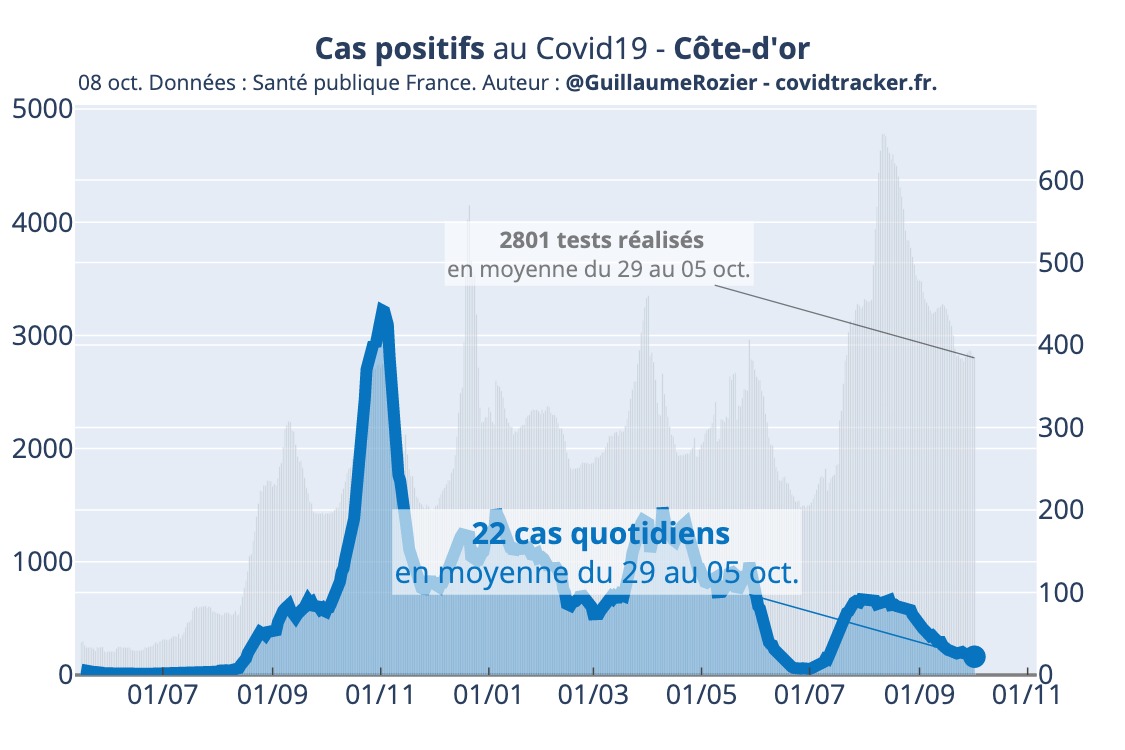 Cas positifs au Covid19 - Côte-d'or
08 oct. Données : Santé publique France. Auteur : @GuillaumeRozier - covidtracker.fr.
5000
4000
3000
2000
1000
0
600
500
400
300
200
100
0
2801 tests réalisés
en moyenne du 29 au 05 oct.
22 cas quotidiens
en moyenne du 29 au 05 oct.
01/07 01/09 01/11 01/01 01/03 01/05 01/07 01/09 01/11